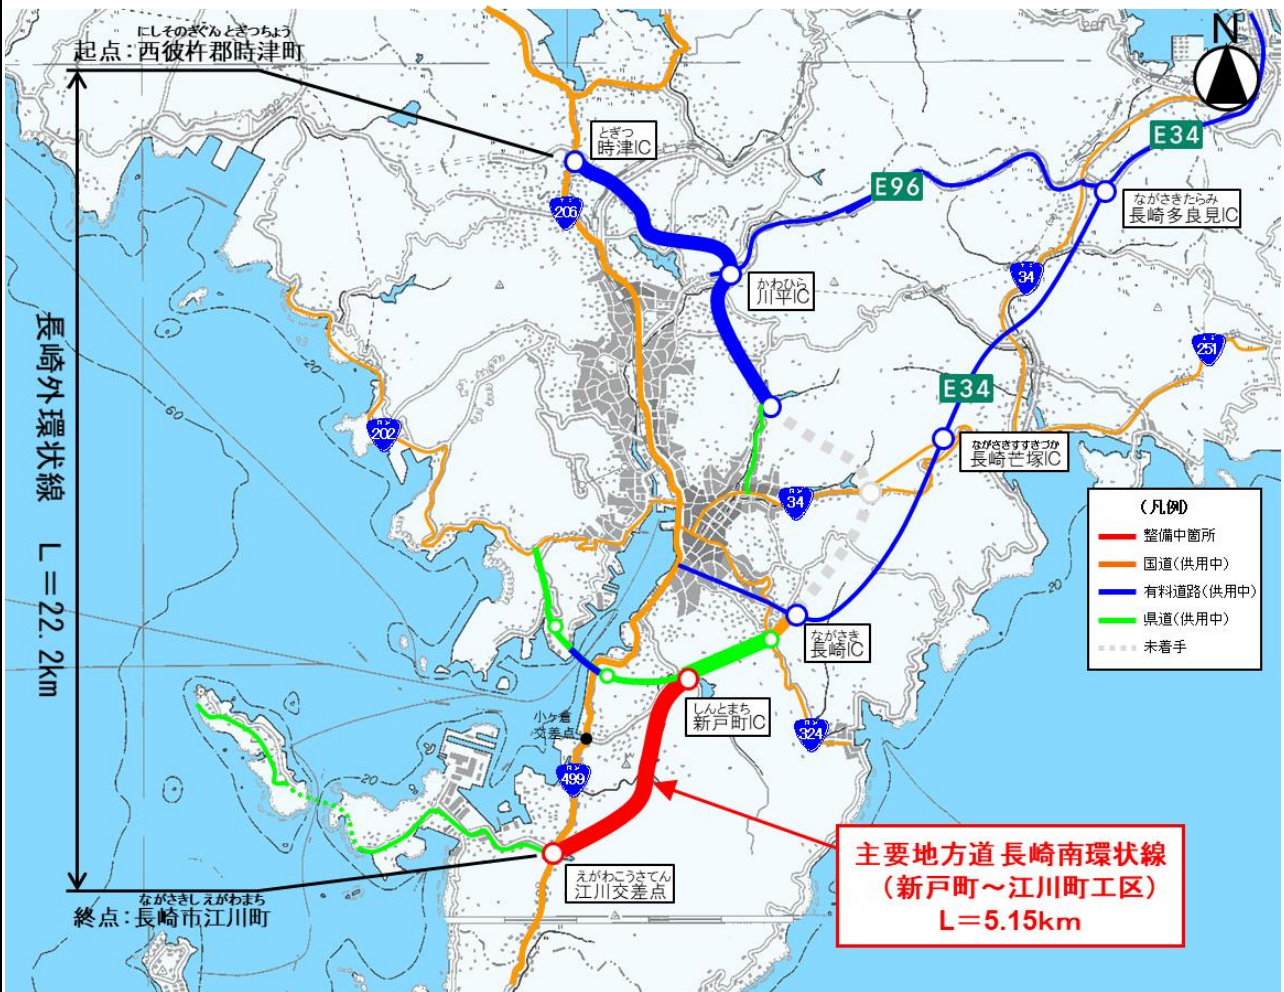 にしそのぎぐんとぎつちょう
起点：西彼杵郡時津町
N
とぎつ
時津IC
E34
E96
206
ながさきたらみ
長崎多良見IC
34
かわひら
川平IC
251
長崎外環状線 L＝22.2km
20
60
E34
202
ながさきすすきづか
長崎芒塚IC
34
（凡例）
整備中箇所
国道（供用中）
有料道路（供用中）
県道（供用中）
未着手
20
ながさき
長崎IC
しんとまち
新戸町IC
小ケ倉
交差点
324
20
499
主要地方道 長崎南環状線
（新戸町～江川町工区）
L＝5.15km
えがわこうさてん
江川交差点
ながさきしえがわまち
終点：長崎市江川町